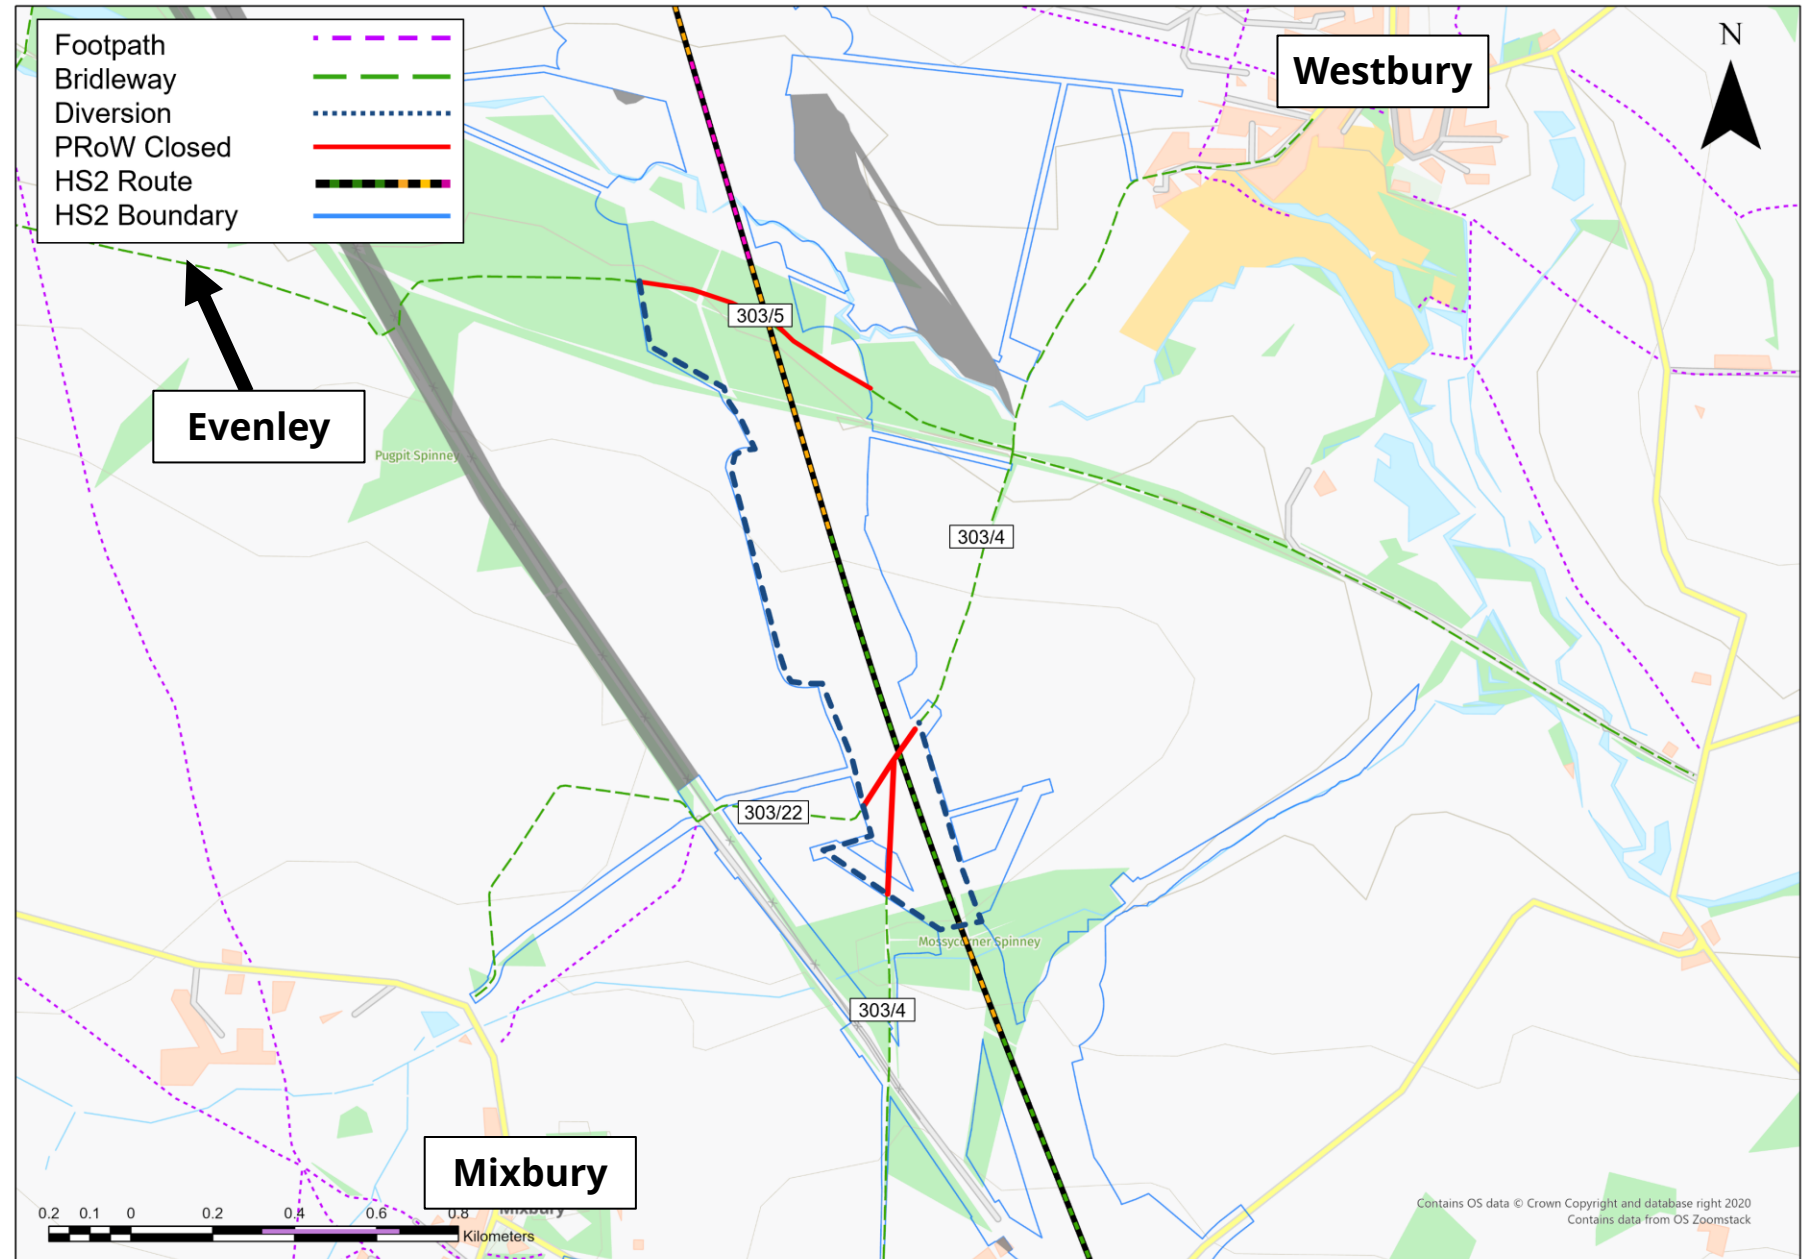 Footpath
Bridleway
Diversion
PRoW Closed
HS2 Route
HS2 Boundary
N
Westbury
303/5
Evenley
Pugpit Spinney
303/4
303/22
Mossycorner Spinney
303/4
Mixbury
Mixbury
0.2 0.1 0 0.2 0.4 0.6 0.8
Kilometers
Contains OS data © Crown Copyright and database right 2020
Contains data from OS Zoomstack